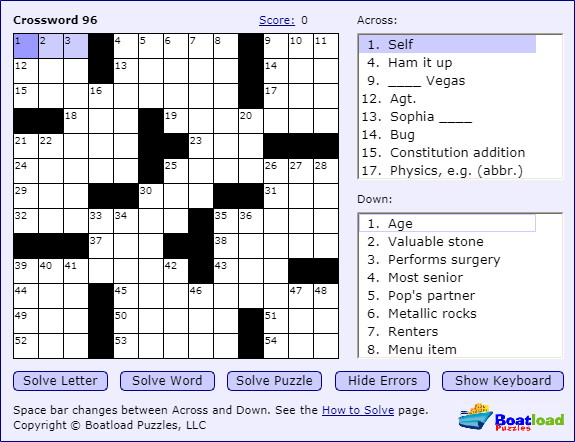 Crossword 96 Score: 0
1 2 3 4 5 6 7 8 9 10 11
12 13 14
15 16 17
18 19 20
21 22 23
24 25 26 27 28
29 30 31
32 33 34 35 36
37 38
39 40 41 42 43
44 45 46 47 48
49 50 51
52 53 54
Across:
1. Self
4. Ham it up
9. ____ Vegas
12. Agt.
13. Sophia ____
14. Bug
15. Constitution addition
17. Physics, e.g. (abbr.)
Down:
1. Age
2. Valuable stone
3. Performs surgery
4. Most senior
5. Pop's partner
6. Metallic rocks
7. Renters
8. Menu item
Solve Letter Solve Word Solve Puzzle Hide Errors Show Keyboard
Space bar changes between Across and Down. See the How to Solve page.
Copyright © Boatload Puzzles, LLC
Boatload
Puzzles